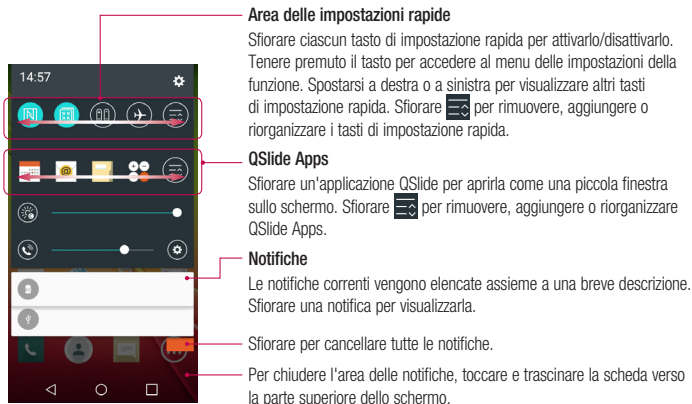 Area delle impostazioni rapide
Sfiorare ciascun tasto di impostazione rapida per attivarlo/disattivarlo.
Tenere premuto il tasto per accedere al menu delle impostazioni della
funzione. Spostarsi a destra o a sinistra per visualizzare altri tasti
di impostazione rapida. Sfiorare per rimuovere, aggiungere o
riorganizzare i tasti di impostazione rapida.
14:57
QSlide Apps
Sfiorare un'applicazione QSlide per aprirla come una piccola finestra
sullo schermo. Sfiorare per rimuovere, aggiungere o riorganizzare
QSlide Apps.
Notifiche
Le notifiche correnti vengono elencate assieme a una breve descrizione.
Sfiorare una notifica per visualizzarla.
Sfiorare per cancellare tutte le notifiche.
Per chiudere l'area delle notifiche, toccare e trascinare la scheda verso
la parte superiore dello schermo.